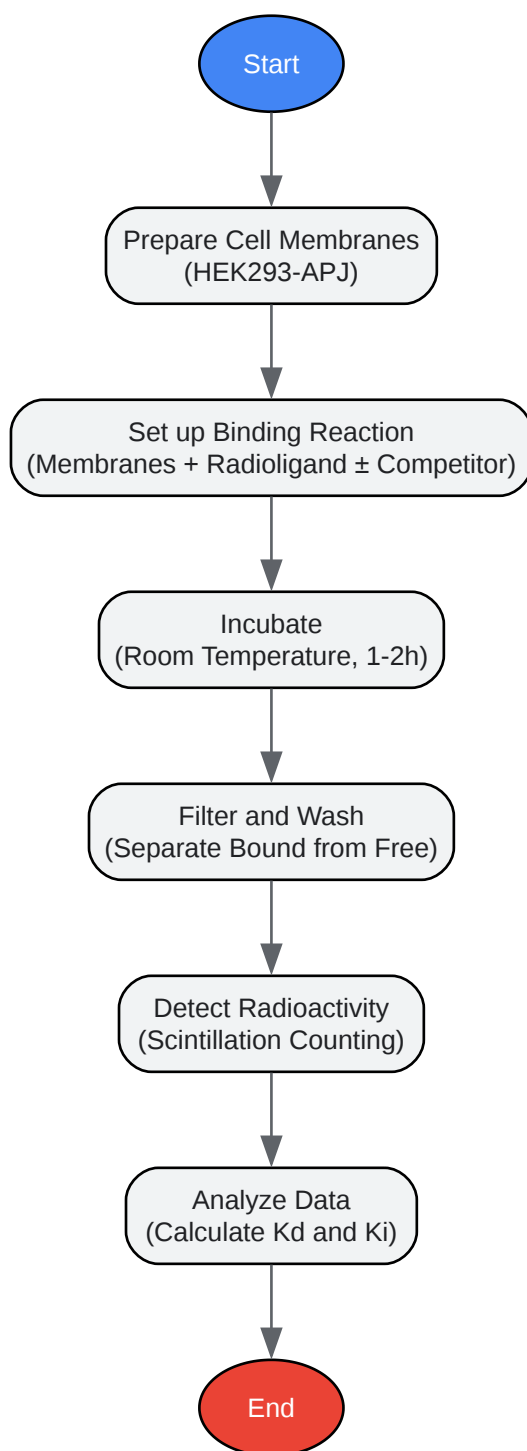 Start
Prepare Cell Membranes
(HEK293-APJ)
Set up Binding Reaction
(Membranes + Radioligand ± Competitor)
Incubate
(Room Temperature, 1-2h)
Filter and Wash
(Separate Bound from Free)
Detect Radioactivity
(Scintillation Counting)
Analyze Data
(Calculate Kd and Ki)
End